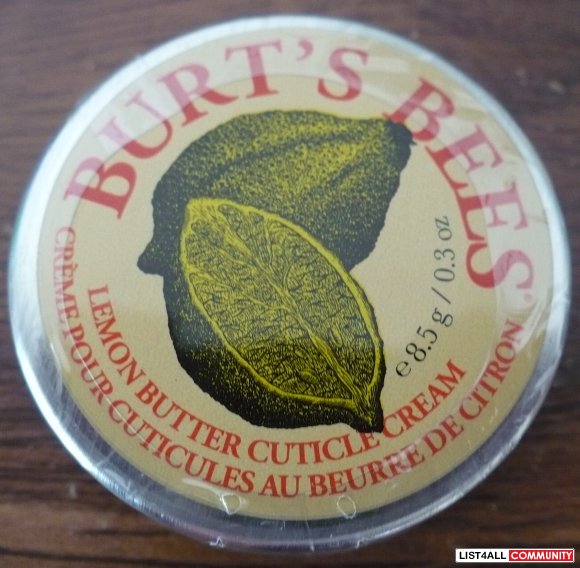 BURT'S BEES®
℮ 8.5 g / 0.3 oz
LEMON BUTTER CUTICLE CREAM
CRÈME POUR CUTICULES AU BEURRE DE CITRON
LIST4ALL COMMUNITY